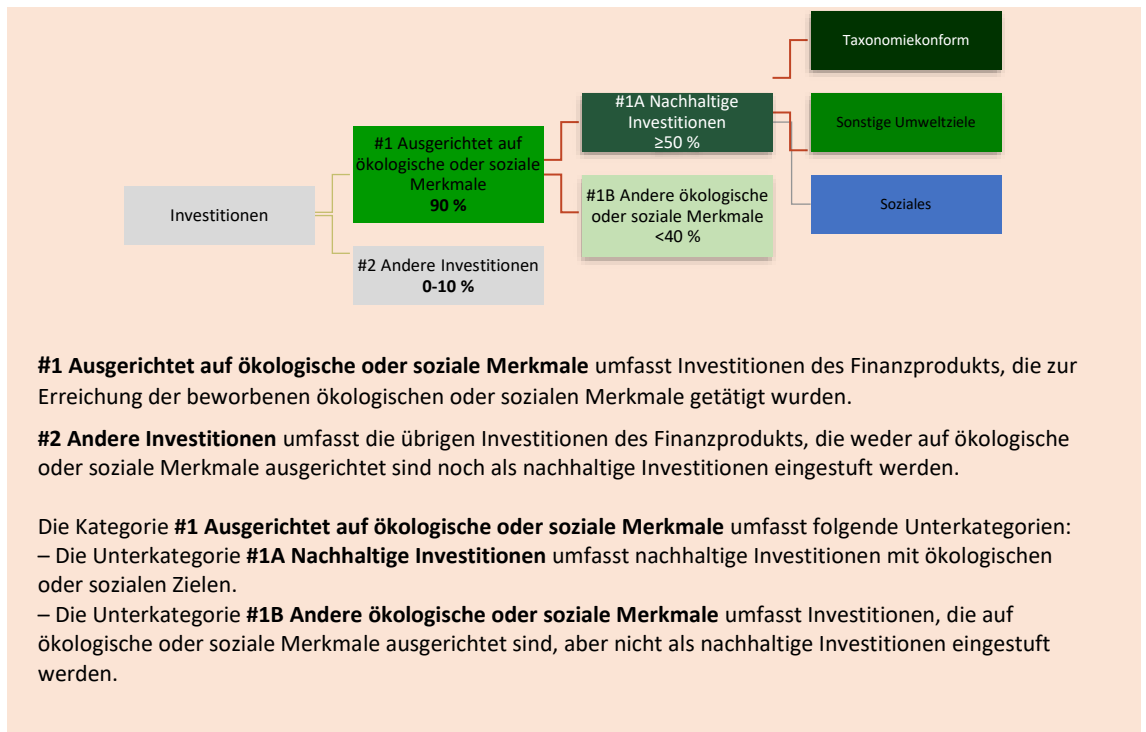 Taxonomiekonform
#1A Nachhaltige
Investitionen
≥50 %
Sonstige Umweltziele
#1 Ausgerichtet auf
ökologische oder soziale
Merkmale
90 %
#1B Andere ökologische
oder soziale Merkmale
<40 %
Soziales
Investitionen
#2 Andere Investitionen
0-10 %
#1 Ausgerichtet auf ökologische oder soziale Merkmale umfasst Investitionen des Finanzprodukts, die zur
Erreichung der beworbenen ökologischen oder sozialen Merkmale getätigt wurden.
#2 Andere Investitionen umfasst die übrigen Investitionen des Finanzprodukts, die weder auf ökologische
oder soziale Merkmale ausgerichtet sind noch als nachhaltige Investitionen eingestuft werden.
Die Kategorie #1 Ausgerichtet auf ökologische oder soziale Merkmale umfasst folgende Unterkategorien:
– Die Unterkategorie #1A Nachhaltige Investitionen umfasst nachhaltige Investitionen mit ökologischen
oder sozialen Zielen.
– Die Unterkategorie #1B Andere ökologische oder soziale Merkmale umfasst Investitionen, die auf
ökologische oder soziale Merkmale ausgerichtet sind, aber nicht als nachhaltige Investitionen eingestuft
werden.